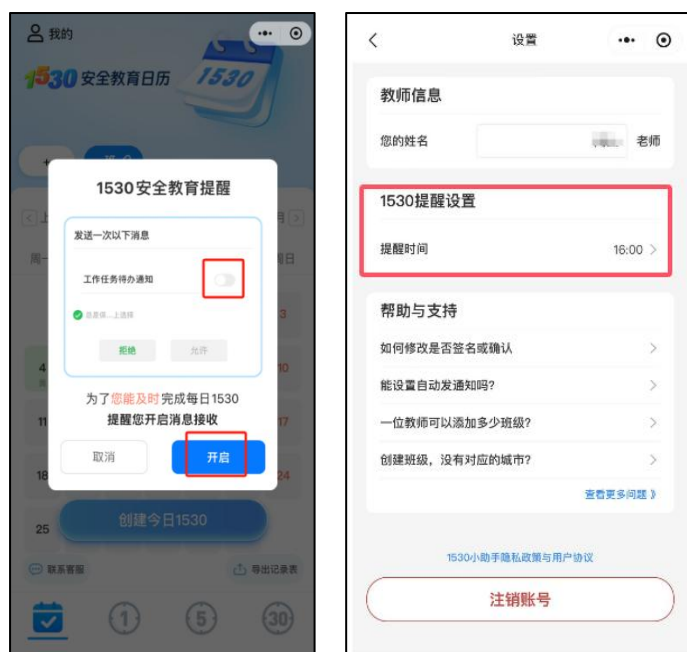 我的
1530 安全教育日历
1530
1530安全教育提醒
发送一次以下消息
工作任务待办通知
拒绝
允许
为了您能及时完成每日1530
提醒您开启消息接收
取消
开启
3
4
10
11
17
18
24
25
创建今日1530
联系客服
导出记录表
1
5
30
设置
教师信息
您的姓名
老师
1530提醒设置
提醒时间
16:00
帮助与支持
如何修改是否签名或确认
能设置自动发通知吗?
一位教师可以添加多少班级?
创建班级，没有对应的城市?
查看更多问题》
1530小助手隐私政策与用户协议
注销账号